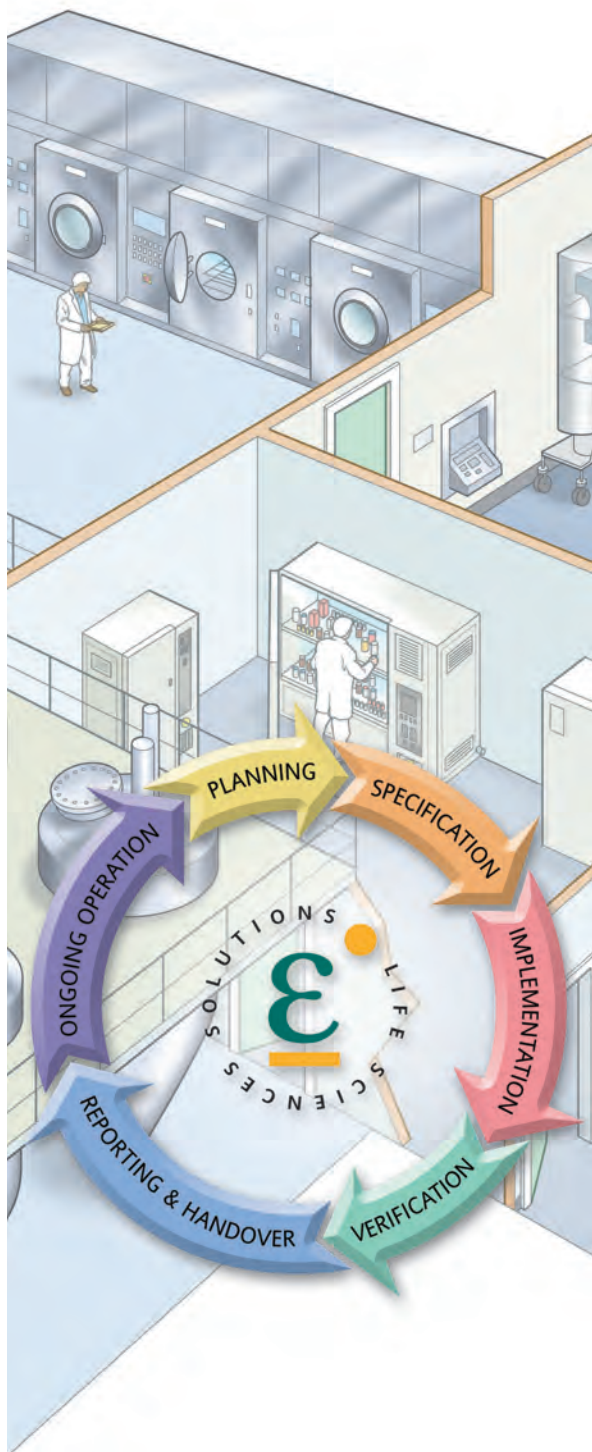 PLANNING
SPECIFICATION
IMPLEMENTATION
VERIFICATION
REPORTING & HANDOVER
ONGOING OPERATION
SOLUTIONS
LIFE
SCIENCES
ε